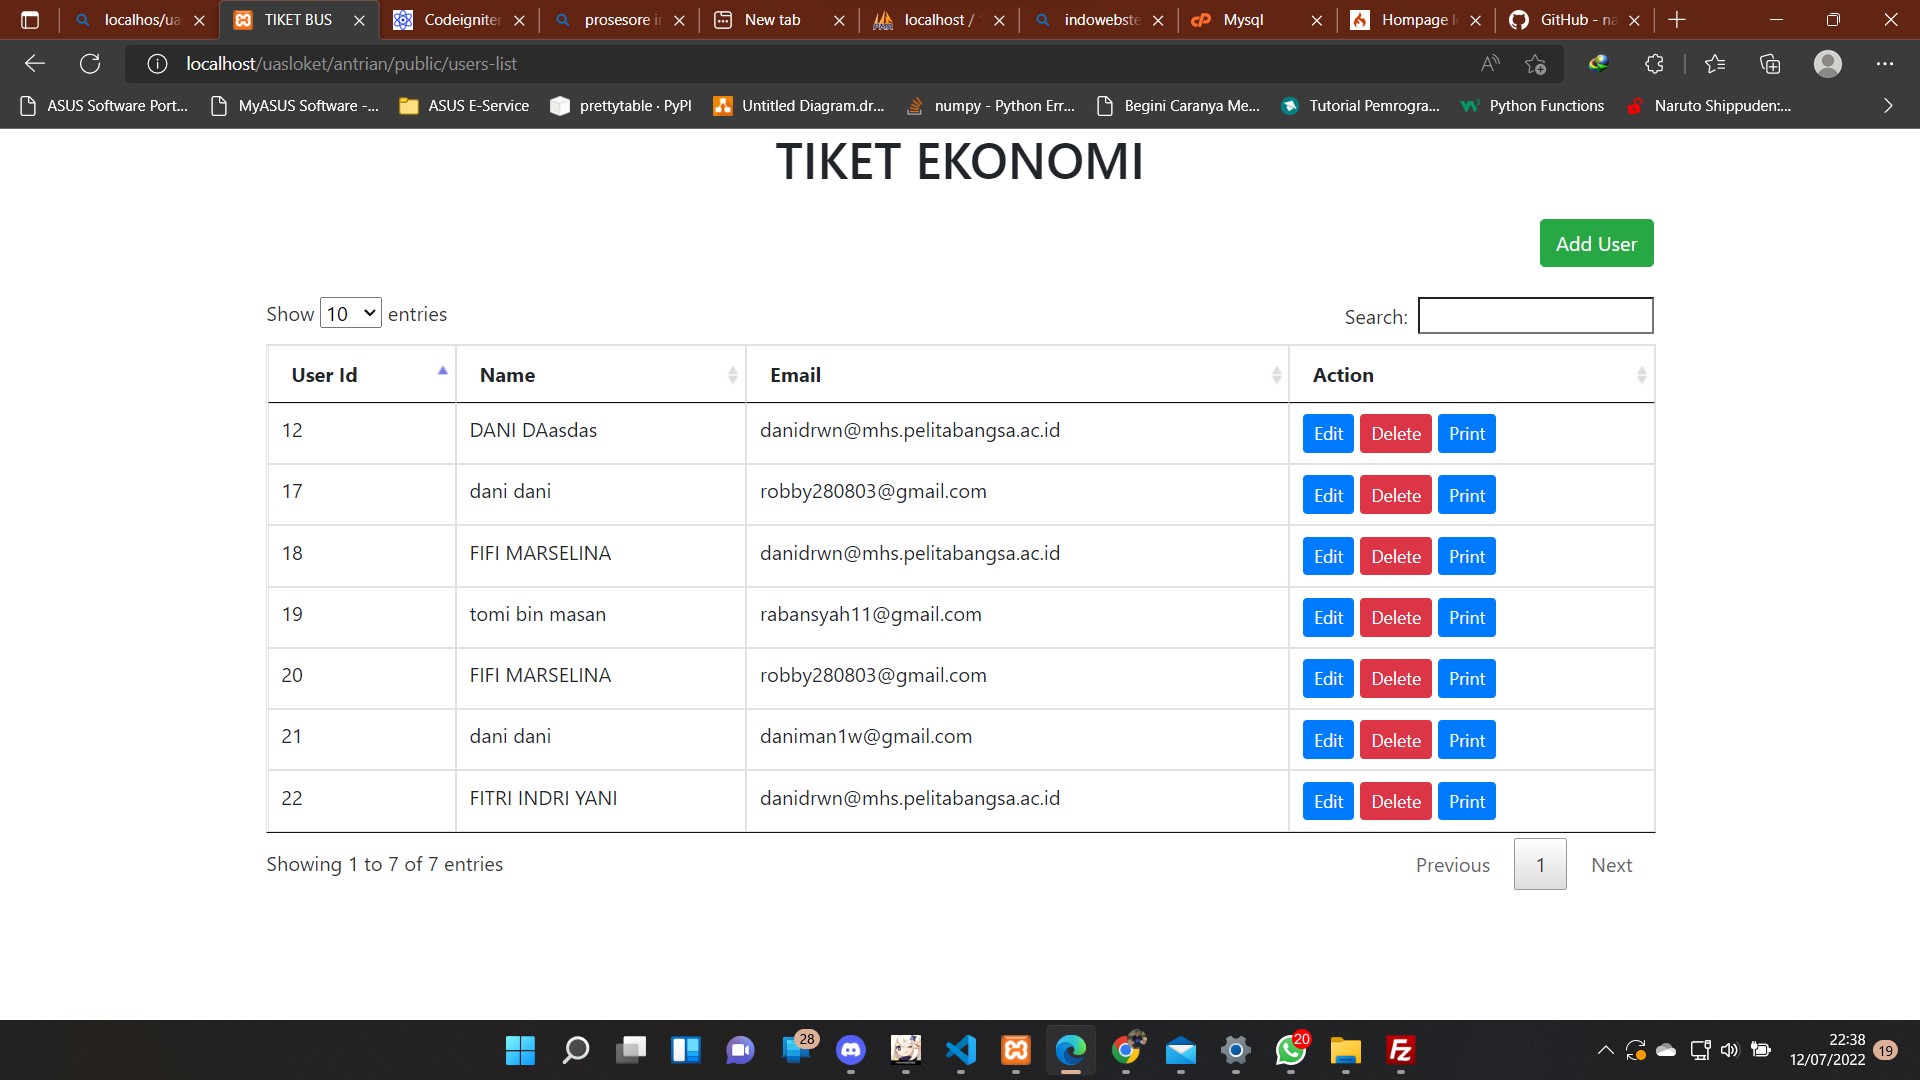 localhos/ua
TIKET BUS
Codeigniter
prosesore i
New tab
localhost /
indowebste
Mysql
Hompage l
GitHub - na
localhost/uasloket/antrian/public/users-list
ASUS Software Port...
MyASUS Software -...
ASUS E-Service
prettytable · PyPI
Untitled Diagram.dr...
numpy - Python Err...
Begini Caranya Me...
Tutorial Pemrogra...
Python Functions
Naruto Shippuden:...
TIKET EKONOMI
Add User
Show 10 entries
Search:
User Id Name Email Action
12 DANI DAasdas danidrwn@mhs.pelitabangsa.ac.id Edit Delete Print
17 dani dani robby280803@gmail.com Edit Delete Print
18 FIFI MARSELINA danidrwn@mhs.pelitabangsa.ac.id Edit Delete Print
19 tomi bin masan rabansyah11@gmail.com Edit Delete Print
20 FIFI MARSELINA robby280803@gmail.com Edit Delete Print
21 dani dani daniman1w@gmail.com Edit Delete Print
22 FITRI INDRI YANI danidrwn@mhs.pelitabangsa.ac.id Edit Delete Print
Showing 1 to 7 of 7 entries
Previous 1 Next
28
20
22:38
12/07/2022
19